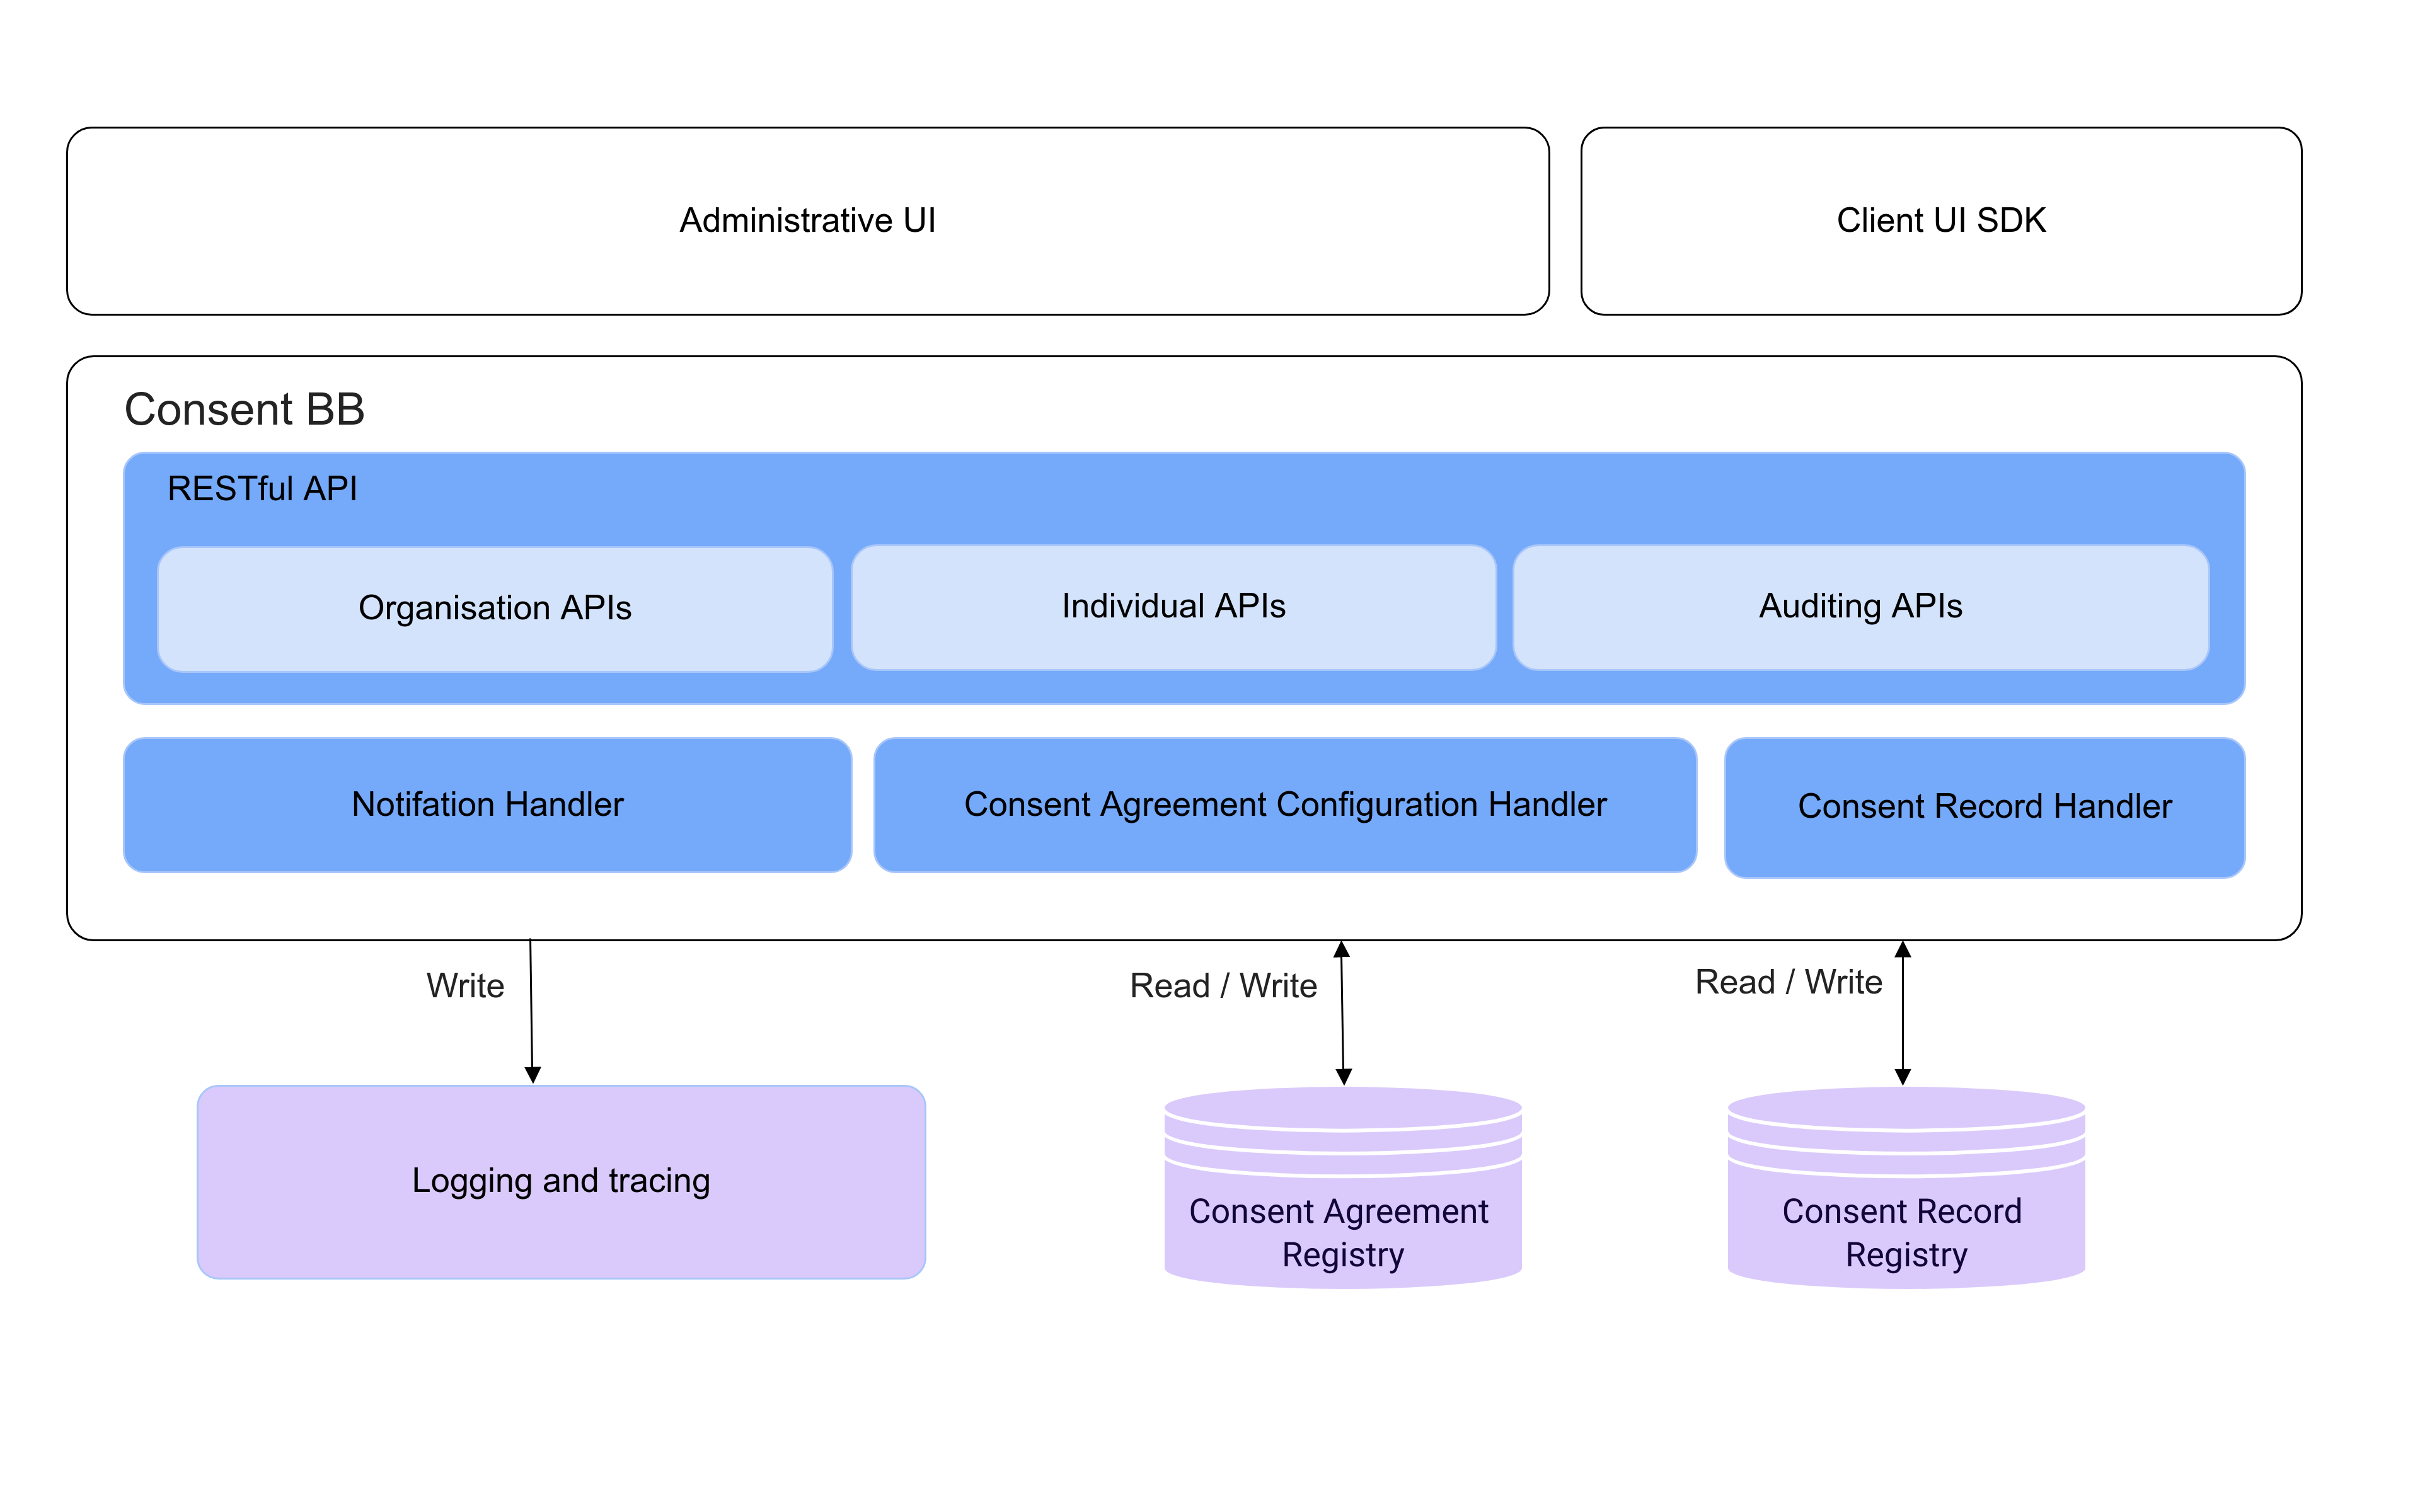 Administrative UI
Client UI SDK
Consent BB
RESTful API
Organisation APIs
Individual APIs
Auditing APIs
Notifation Handler
Consent Agreement Configuration Handler
Consent Record Handler
Write
Read / Write
Read / Write
Logging and tracing
Consent Agreement
Registry
Consent Record
Registry